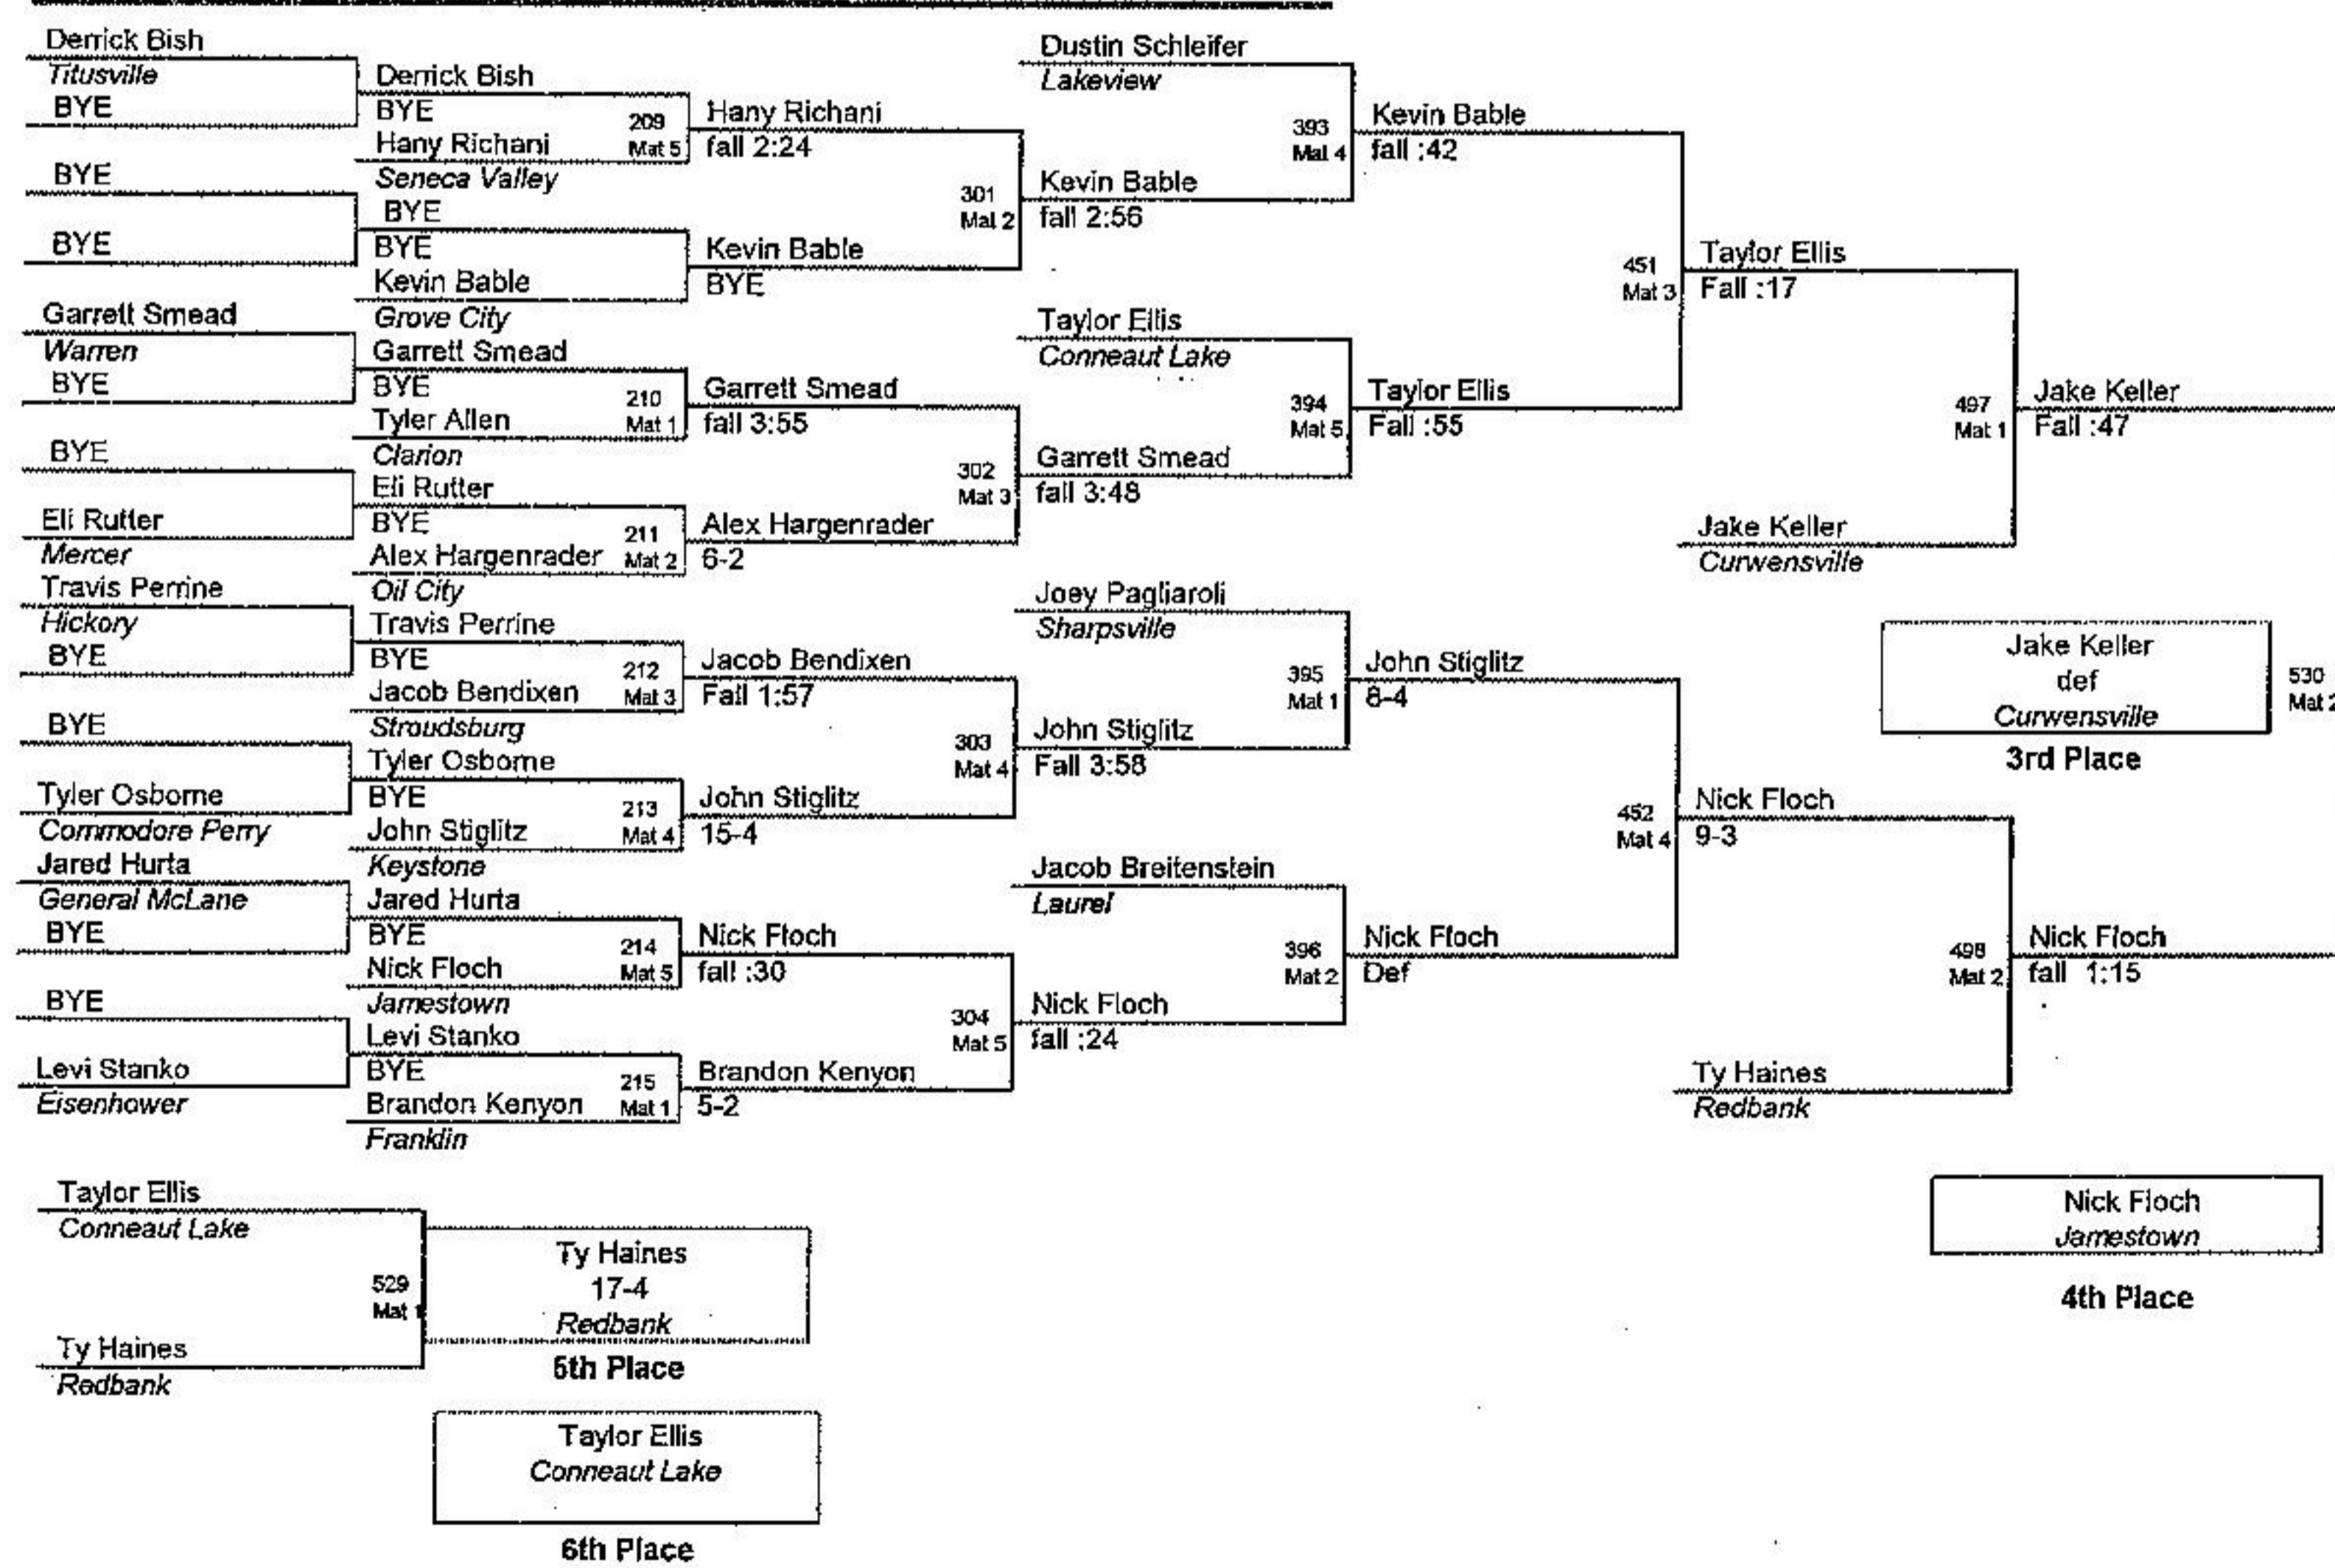 Derrick Bish
Titusville
BYE
BYE
BYE
Garrett Smead
Warren
BYE
BYE
Eli Rutter
Mercer
Travis Perrine
Hickory
BYE
BYE
Tyler Osborne
Commodore Perry
Jared Hurta
General McLane
BYE
BYE
Levi Stanko
Eisenhower
Derrick Bish
BYE
Hany Richani
Seneca Valley
209
Mat 5
BYE
BYE
Kevin Bable
Grove City
Garrett Smead
BYE
Tyler Allen
Clarion
210
Mat 1
Eli Rutter
BYE
Alex Hargenrader
Oil City
211
Mat 2
Travis Perrine
BYE
Jacob Bendixen
Stroudsburg
212
Mat 3
Tyler Osborne
BYE
John Stiglitz
Keystone
213
Mat 4
Jared Hurta
BYE
Nick Floch
Jamestown
214
Mat 5
Levi Stanko
BYE
Brandon Kenyon
Franklin
215
Mat 1
Hany Richani
fall 2:24
Kevin Bable
BYE
301
Mat 2
Garrett Smead
fall 3:55
Alex Hargenrader
6-2
302
Mat 3
Jacob Bendixen
Fall 1:57
John Stiglitz
15-4
303
Mat 4
Nick Floch
fall :30
Brandon Kenyon
5-2
304
Mat 5
Dustin Schleifer
Lakeview
Kevin Bable
fall 2:56
393
Mat 4
Taylor Ellis
Conneaut Lake
Garrett Smead
fall 3:48
394
Mat 5
Joey Pagliaroli
Sharpsville
John Stiglitz
Fall 3:58
395
Mat 1
Jacob Breitenstein
Laurel
Nick Floch
fall :24
396
Mat 2
Kevin Bable
fall :42
Taylor Ellis
Fall :55
451
Mat 3
John Stiglitz
8-4
Nick Floch
Def
452
Mat 4
Taylor Ellis
Fall :17
Jake Keller
Curwensville
497
Mat 1
Nick Floch
9-3
Ty Haines
Redbank
498
Mat 2
Jake Keller
Fall :47
Nick Floch
fall 1:15
Jake Keller
def
Curwensville
3rd Place
530
Mat 2
Nick Floch
Jamestown
4th Place
Taylor Ellis
Conneaut Lake
529
Mat 1
Ty Haines
Redbank
Ty Haines
17-4
Redbank
5th Place
Taylor Ellis
Conneaut Lake
6th Place